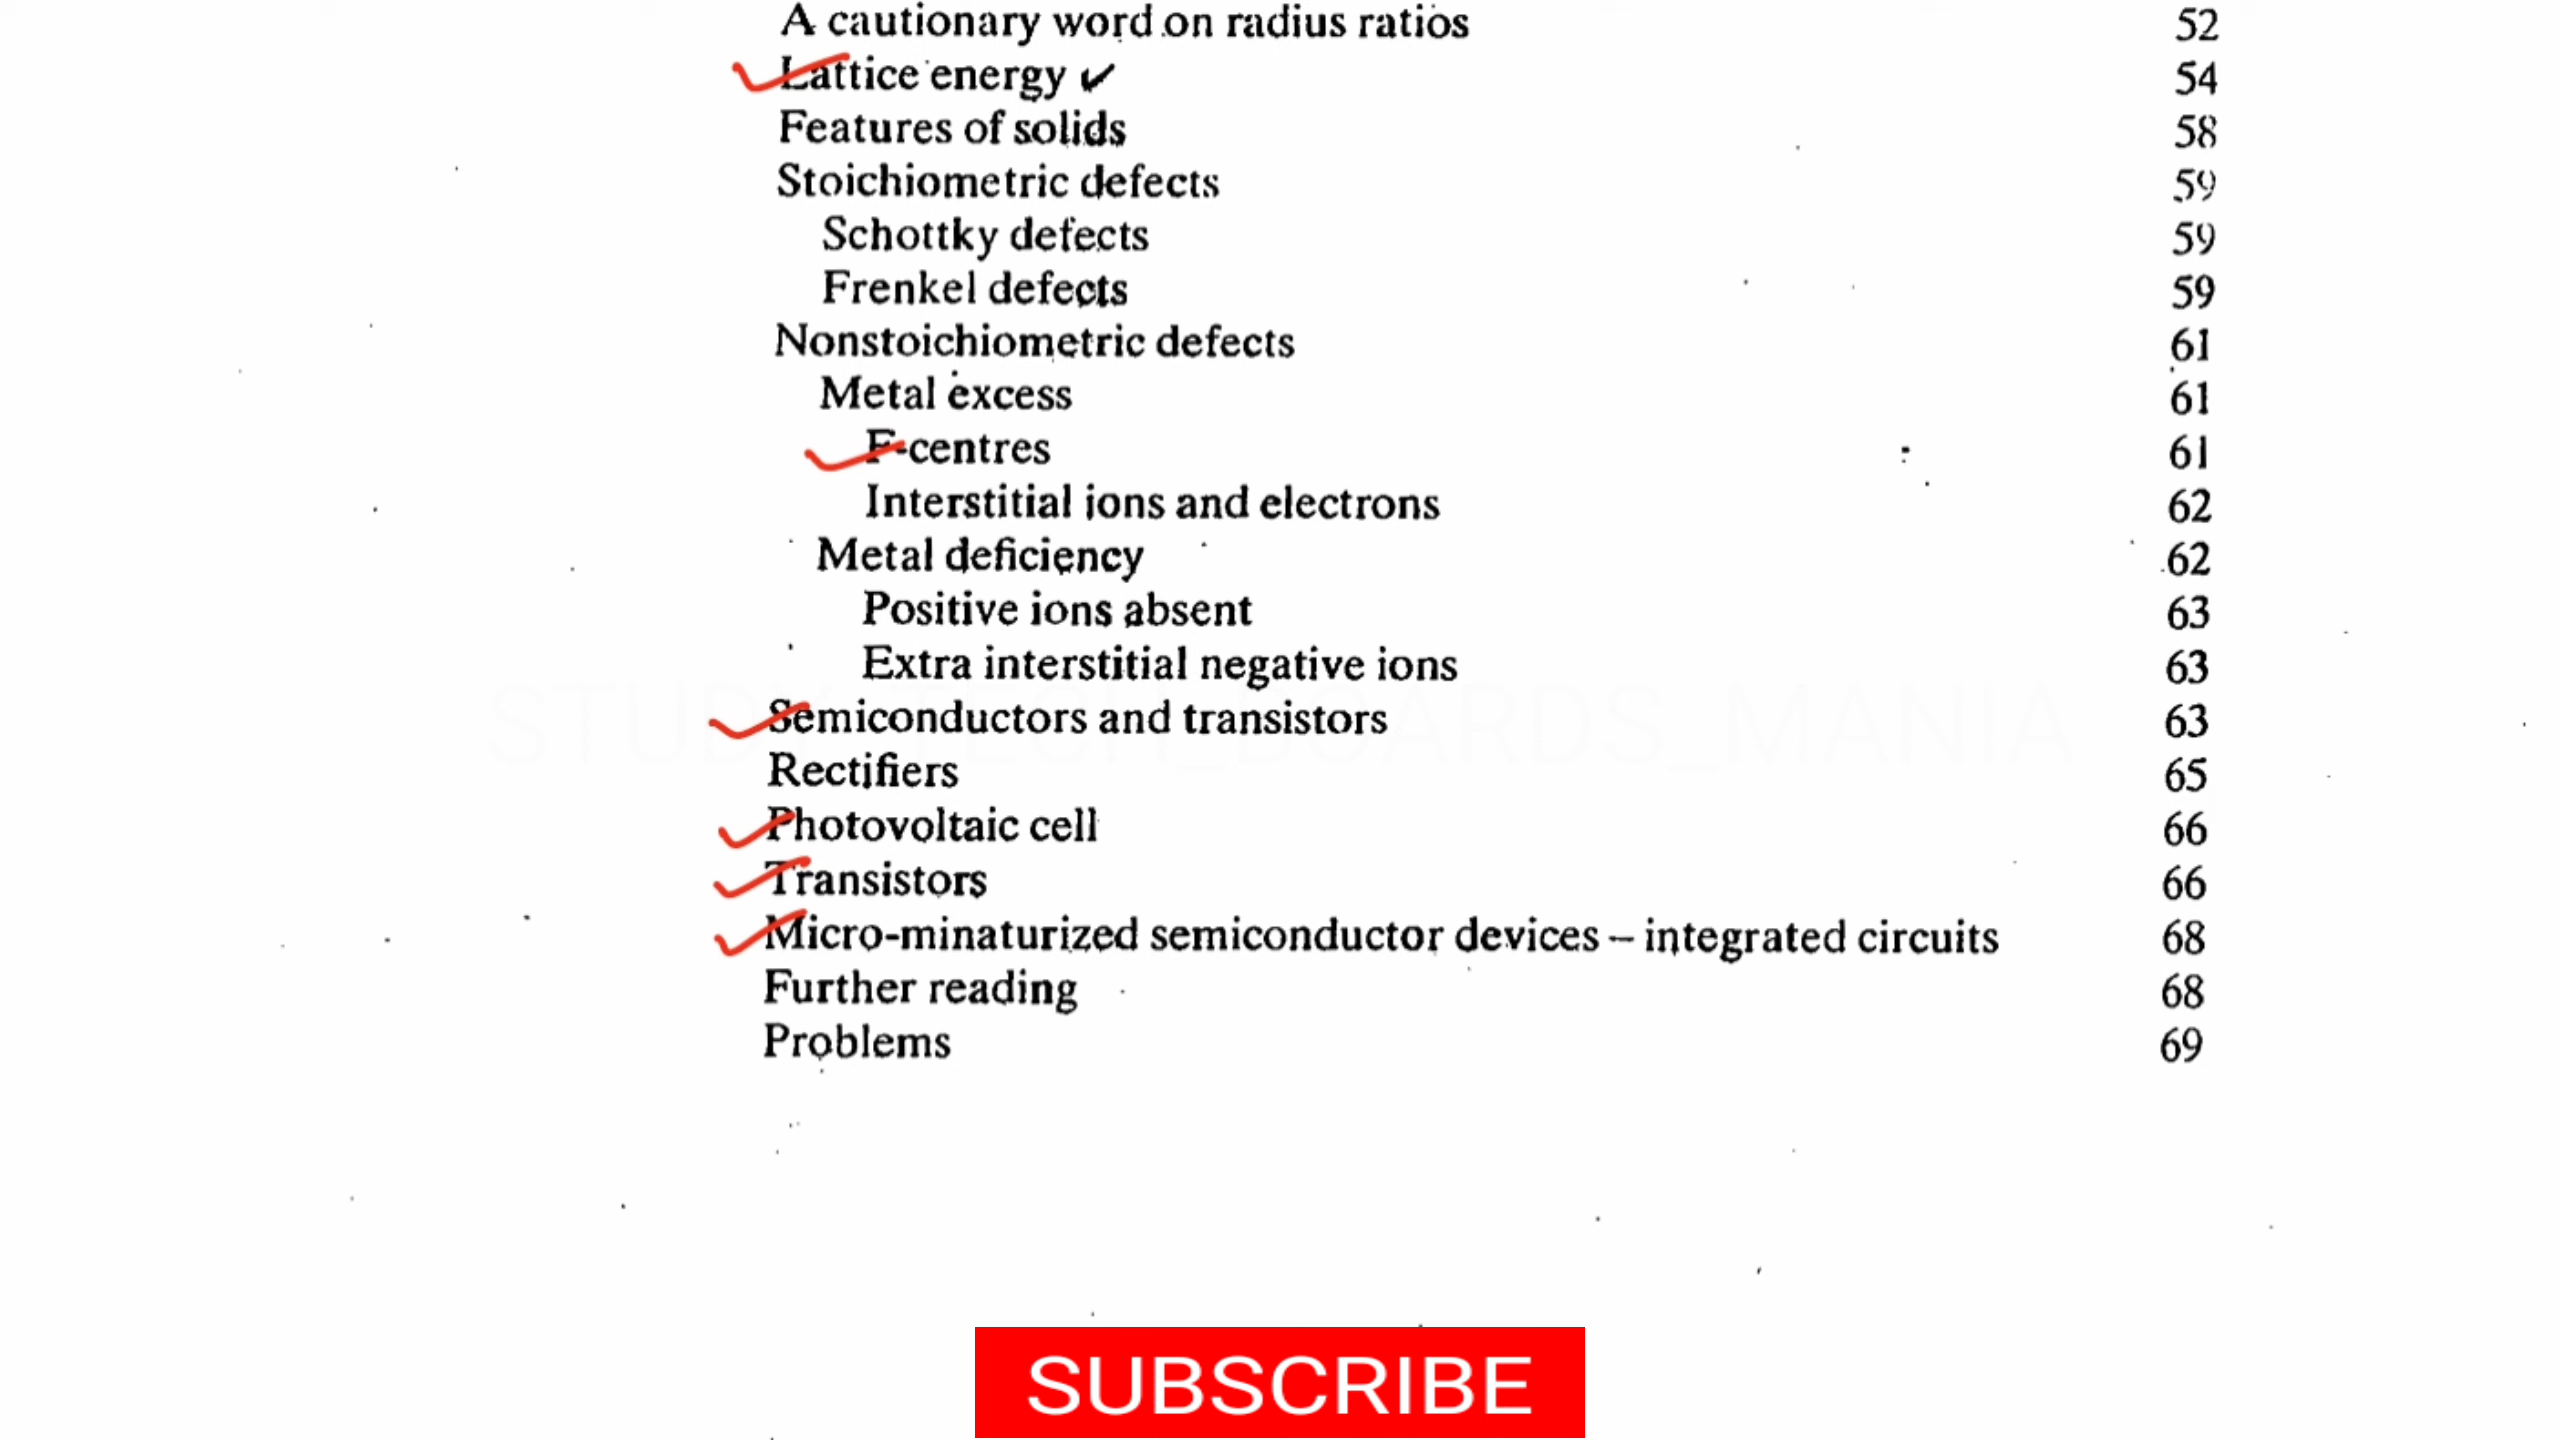 A cautionary word on radius ratios 52
Lattice energy ✓ 54
Features of solids 58
Stoichiometric defects 59
Schottky defects 59
Frenkel defects 59
Nonstoichiometric defects 61
Metal excess 61
F-centres 61
Interstitial ions and electrons 62
Metal deficiency 62
Positive ions absent 63
Extra interstitial negative ions 63
Semiconductors and transistors 63
STUDY_TECH_BOARDS_MANIA
Rectifiers 65
Photovoltaic cell 66
Transistors 66
Micro-minaturized semiconductor devices – integrated circuits 68
Further reading 68
Problems 69
SUBSCRIBE